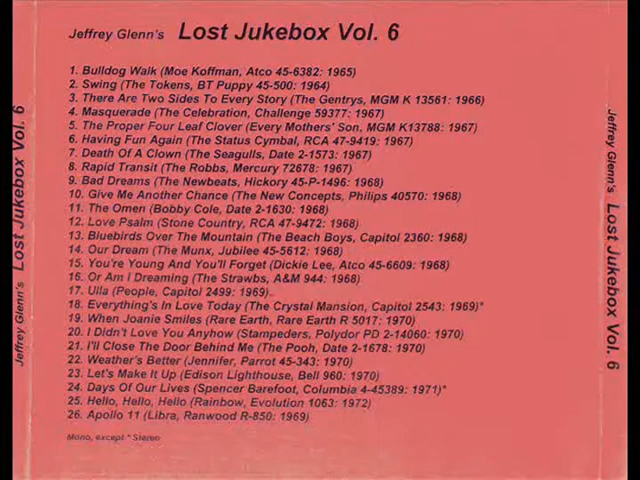 Jeffrey Glenn's Lost Jukebox Vol. 6
1. Bulldog Walk (Moe Koffman, Atco 45-6382: 1965)
2. Swing (The Tokens, BT Puppy 45-500: 1964)
3. There Are Two Sides To Every Story (The Gentrys, MGM K 13561: 1966)
4. Masquerade (The Celebration, Challenge 59377: 1967)
5. The Proper Four Leaf Clover (Every Mothers' Son, MGM K13788: 1967)
6. Having Fun Again (The Status Cymbal, RCA 47-9419: 1967)
7. Death Of A Clown (The Seagulls, Date 2-1573: 1967)
8. Rapid Transit (The Robbs, Mercury 72678: 1967)
9. Bad Dreams (The Newbeats, Hickory 45-P-1496: 1968)
10. Give Me Another Chance (The New Concepts, Philips 40570: 1968)
11. The Omen (Bobby Cole, Date 2-1630: 1968)
12. Love Psalm (Stone Country, RCA 47-9472: 1968)
13. Bluebirds Over The Mountain (The Beach Boys, Capitol 2360: 1968)
14. Our Dream (The Munx, Jubilee 45-5612: 1968)
15. You're Young And You'll Forget (Dickie Lee, Atco 45-6609: 1968)
16. Or Am I Dreaming (The Strawbs, A&M 944: 1968)
17. Ulla (People, Capitol 2499: 1969)
18. Everything's In Love Today (The Crystal Mansion, Capitol 2543: 1969)*
19. When Joanie Smiles (Rare Earth, Rare Earth R 5017: 1970)
20. I Didn't Love You Anyhow (Stampeders, Polydor PD 2-14060: 1970)
21. I'll Close The Door Behind Me (The Pooh, Date 2-1678: 1970)
22. Weather's Better (Jennifer, Parrot 45-343: 1970)
23. Let's Make It Up (Edison Lighthouse, Bell 960: 1970)
24. Days Of Our Lives (Spencer Barefoot, Columbia 4-45389: 1971)*
25. Hello, Hello, Hello (Rainbow, Evolution 1063: 1972)
26. Apollo 11 (Libra, Ranwood R-850: 1969)
Mono, except * Stereo
Jeffrey Glenn's Lost Jukebox Vol. 6
Jeffrey Glenn's Lost Jukebox Vol. 6